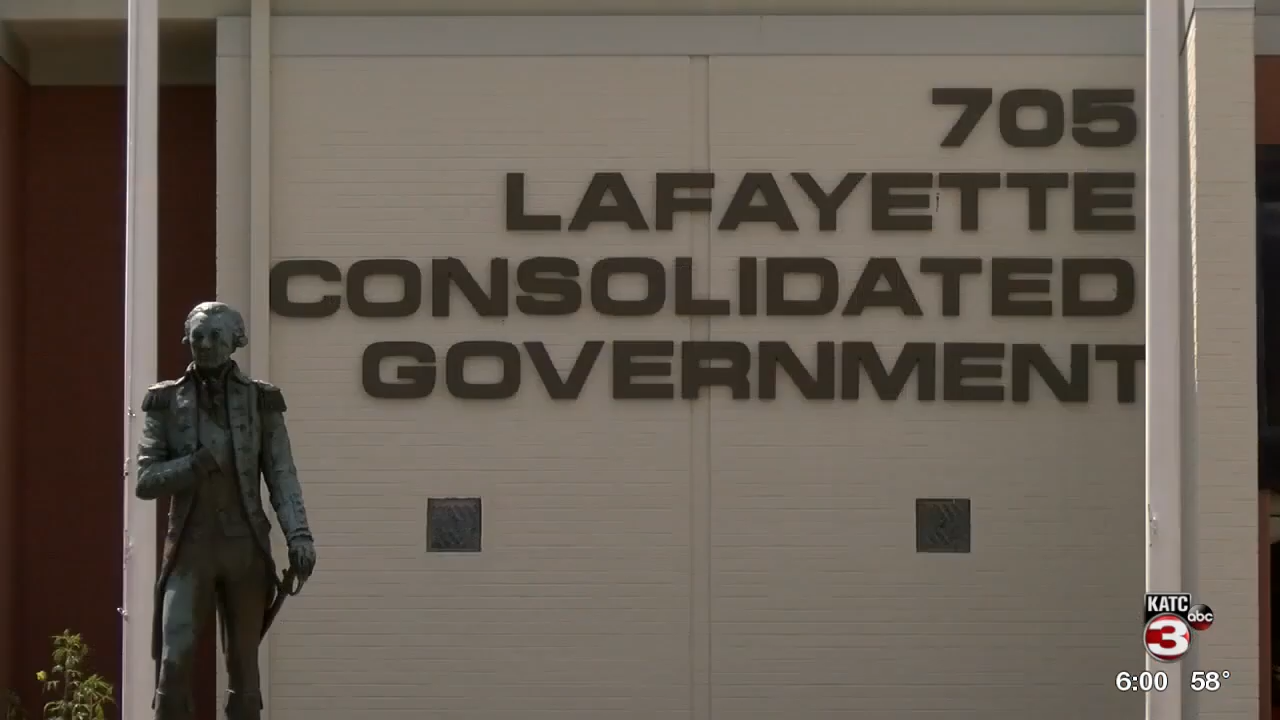 705
LAFAYETTE
CONSOLIDATED
GOVERNMENT
KATC
abc
3
6:00 58°